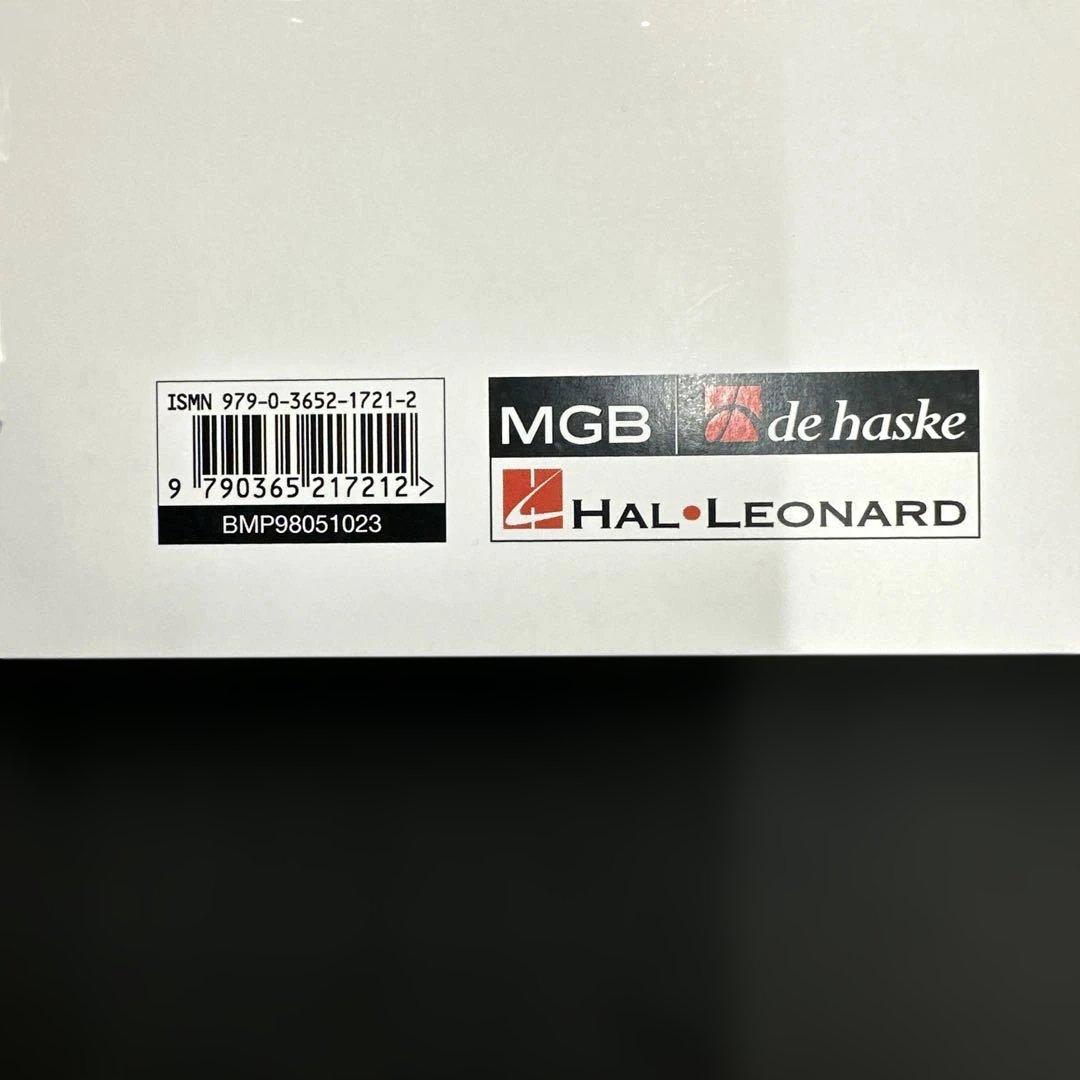 ISMN 979-0-3652-1721-2
9 790365 217212 >
BMP98051023
MGB
de haske
HAL•LEONARD